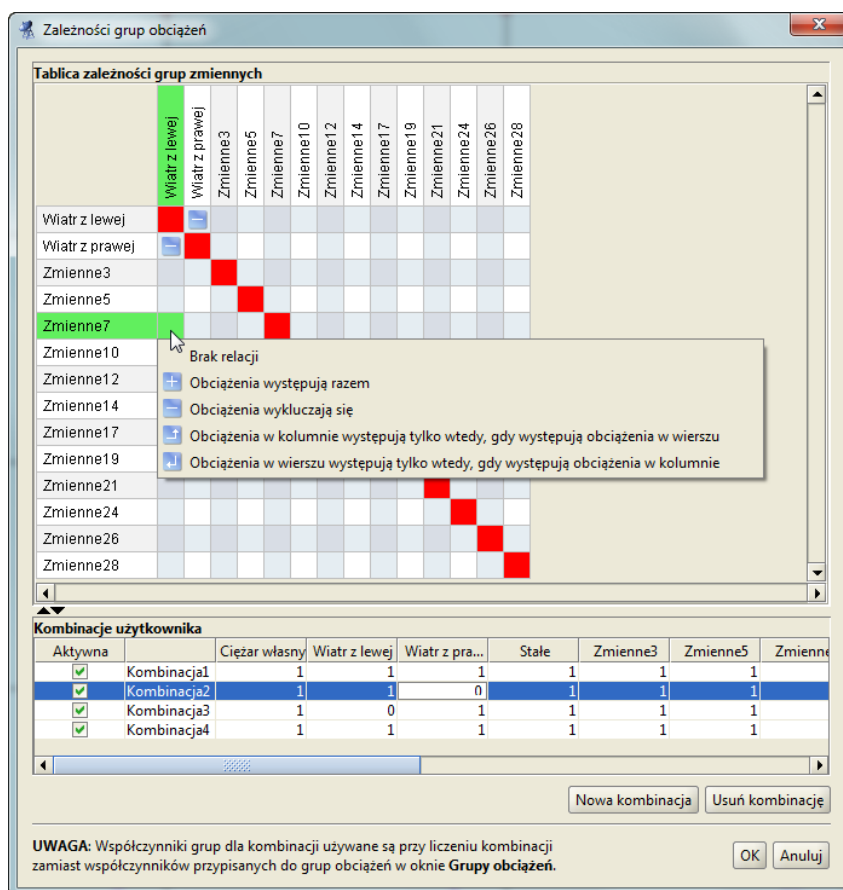 Zależności grup obciążeń
Tablica zależności grup zmiennych
Wiatr z lewej
Wiatr z prawej
Zmienne3
Zmienne5
Zmienne7
Zmienne10
Zmienne12
Zmienne14
Zmienne17
Zmienne19
Zmienne21
Zmienne24
Zmienne26
Zmienne28
Wiatr z lewej
Wiatr z prawej
Zmienne3
Zmienne5
Zmienne7
Zmienne10
Zmienne12
Zmienne14
Zmienne17
Zmienne19
Zmienne21
Zmienne24
Zmienne26
Zmienne28
Brak relacji
Obciążenia występują razem
Obciążenia wykluczają się
Obciążenia w kolumnie występują tylko wtedy, gdy występują obciążenia w wierszu
Obciążenia w wierszu występują tylko wtedy, gdy występują obciążenia w kolumnie
Kombinacje użytkownika
Aktywna Ciężar własny Wiatr z lewej Wiatr z pra... Stałe Zmienne3 Zmienne5 Zmienne
Kombinacja1 1 1 1 1 1 1
Kombinacja2 1 1 0 1 1 1
Kombinacja3 1 0 1 1 1 1
Kombinacja4 1 1 1 1 1 1
Nowa kombinacja Usuń kombinację
UWAGA: Współczynniki grup dla kombinacji używane są przy liczeniu kombinacji
zamiast współczynników przypisanych do grup obciążeń w oknie Grupy obciążeń.
OK Anuluj